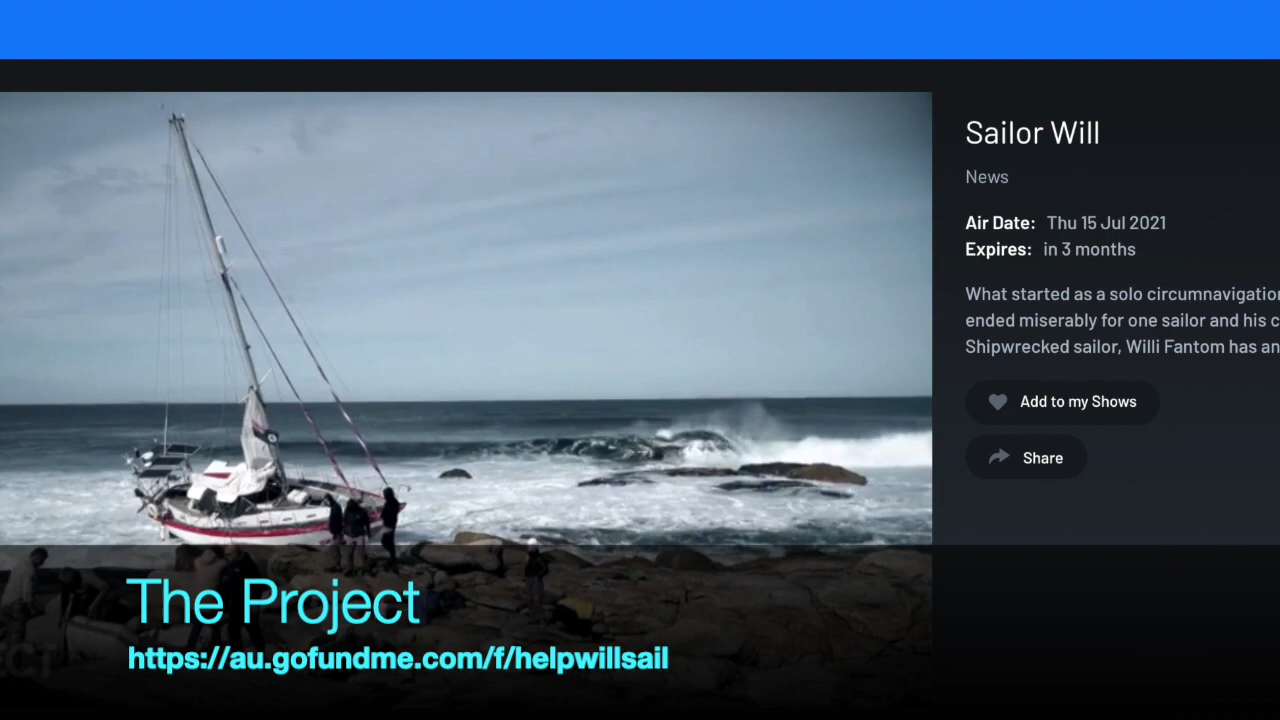 Sailor Will
News
Air Date: Thu 15 Jul 2021
Expires: in 3 months
What started as a solo circumnavigation
ended miserably for one sailor and his
Shipwrecked sailor, Willi Fantom has
Add to my Shows
Share
The Project
https://au.gofundme.com/f/helpwillsail